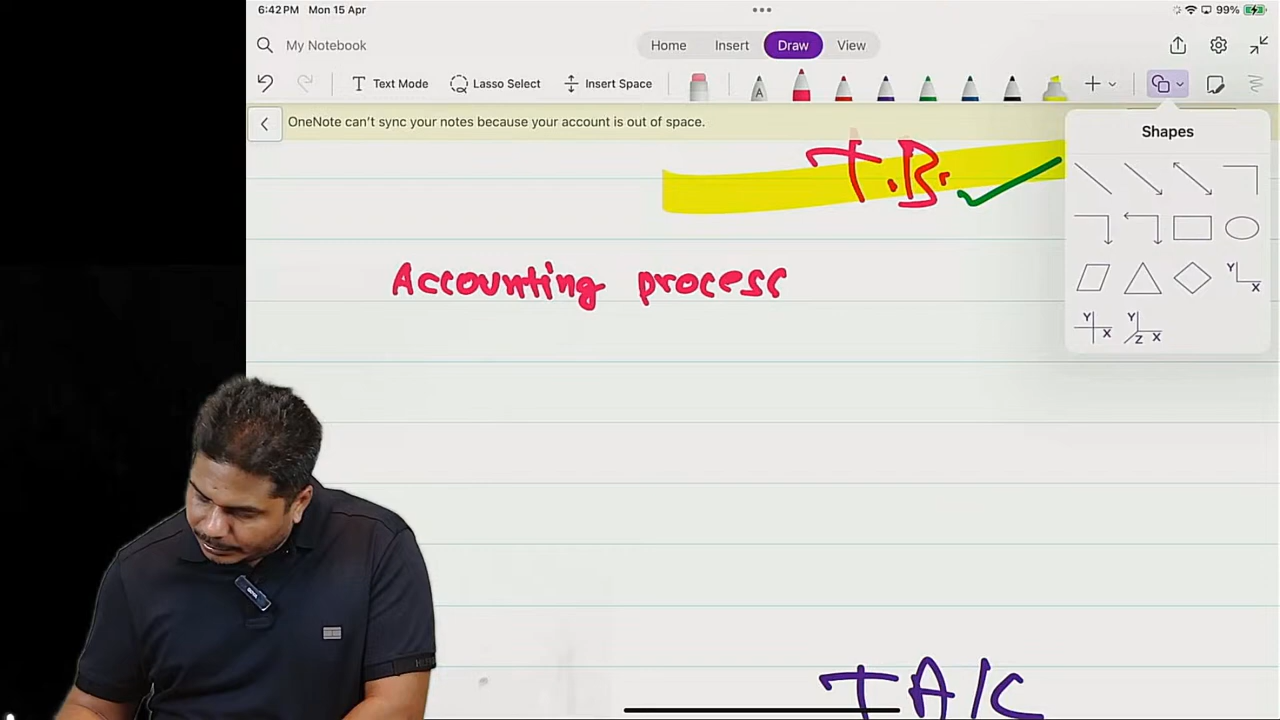 6:42 PM Mon 15 Apr 99%
My Notebook Home Insert Draw View
Text Mode Lasso Select Insert Space A
OneNote can't sync your notes because your account is out of space.
Shapes
T.B.
Accounting process
Y X
Y X Y Z X
T A/C